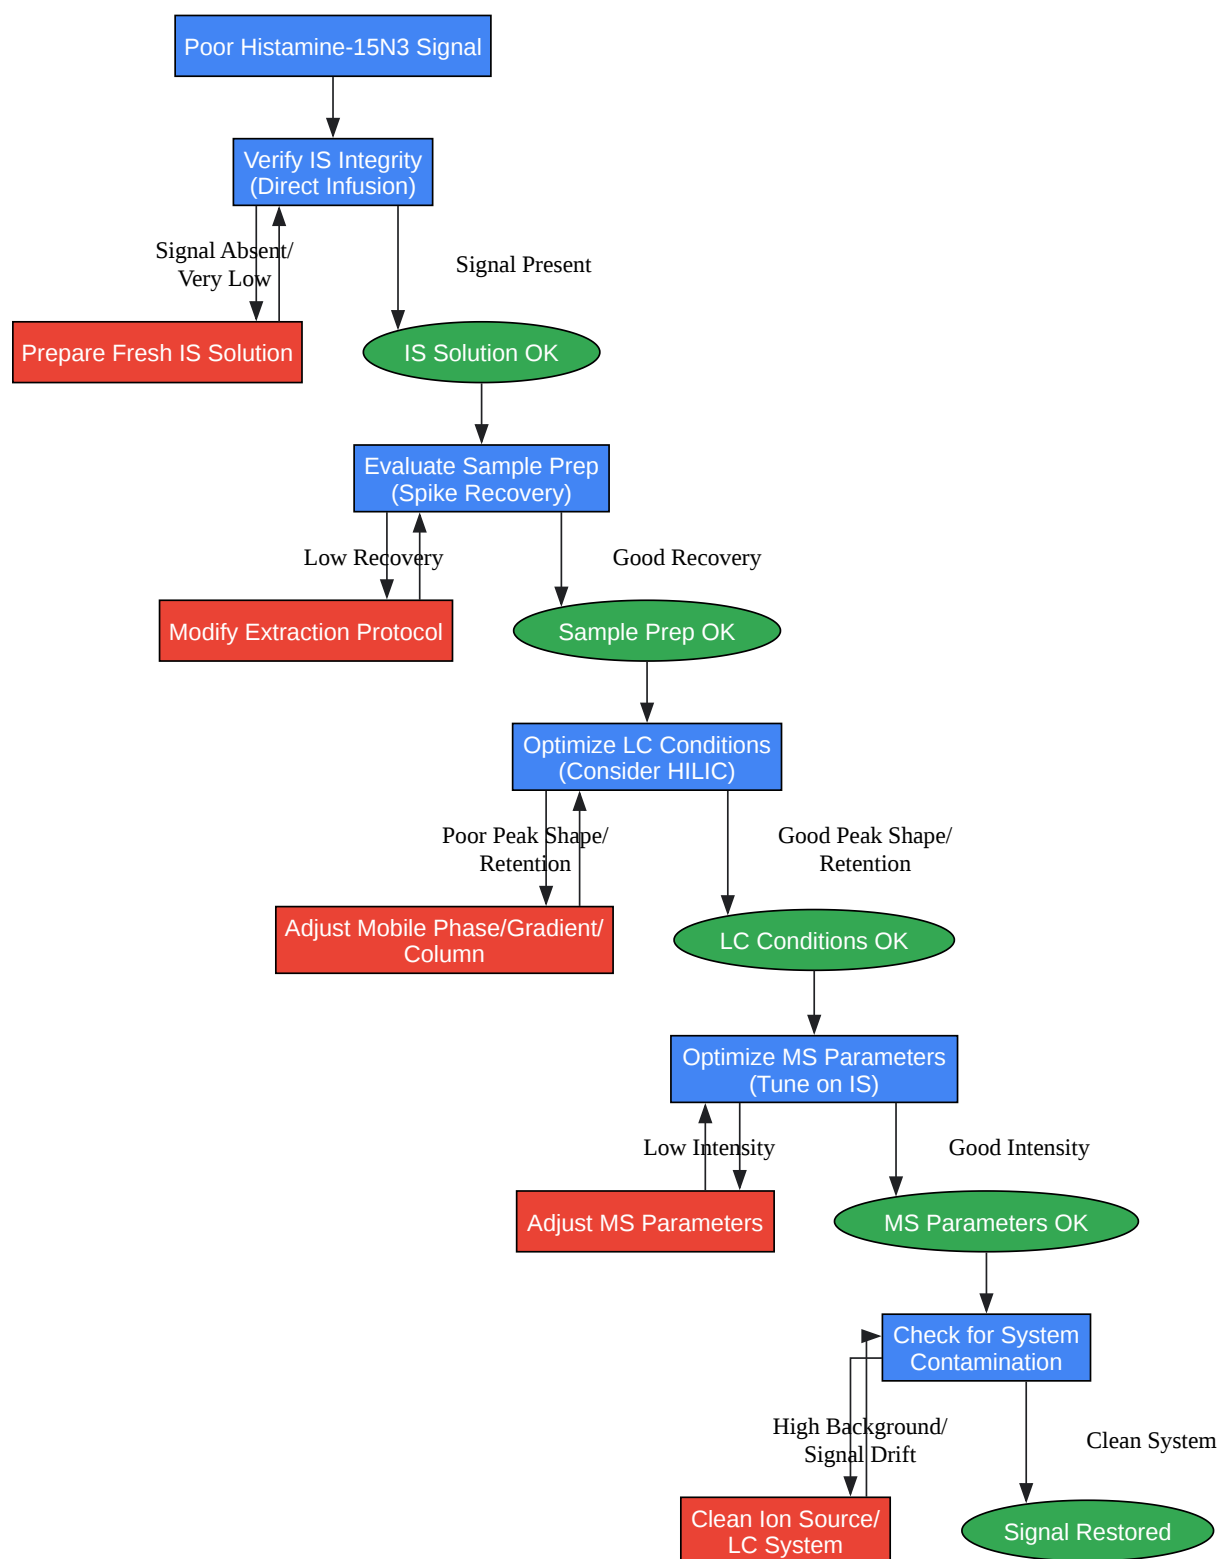 Poor Histamine-15N3 Signal
Verify IS Integrity
(Direct Infusion)
Signal Absent/
Very Low
Signal Present
Prepare Fresh IS Solution
IS Solution OK
Evaluate Sample Prep
(Spike Recovery)
Low Recovery
Good Recovery
Modify Extraction Protocol
Sample Prep OK
Optimize LC Conditions
(Consider HILIC)
Poor Peak Shape/
Retention
Good Peak Shape/
Retention
Adjust Mobile Phase/Gradient/
Column
LC Conditions OK
Optimize MS Parameters
(Tune on IS)
Low Intensity
Good Intensity
Adjust MS Parameters
MS Parameters OK
Check for System
Contamination
High Background/
Signal Drift
Clean System
Clean Ion Source/
LC System
Signal Restored